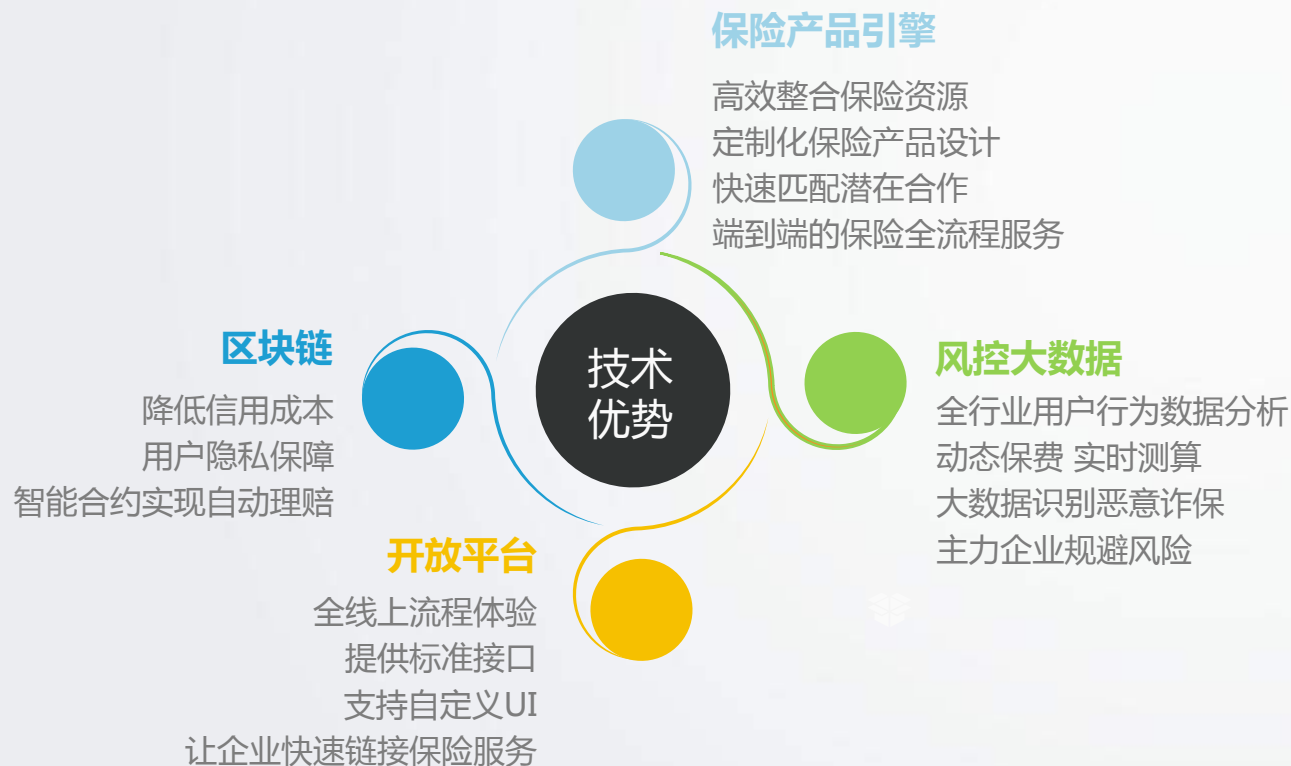 保险产品引擎
高效整合保险资源
定制化保险产品设计
快速匹配潜在合作
端到端的保险全流程服务
区块链
降低信用成本
用户隐私保障
智能合约实现自动理赔
技术
优势
风控大数据
全行业用户行为数据分析
动态保费 实时测算
大数据识别恶意诈保
主力企业规避风险
开放平台
全线上流程体验
提供标准接口
支持自定义UI
让企业快速链接保险服务